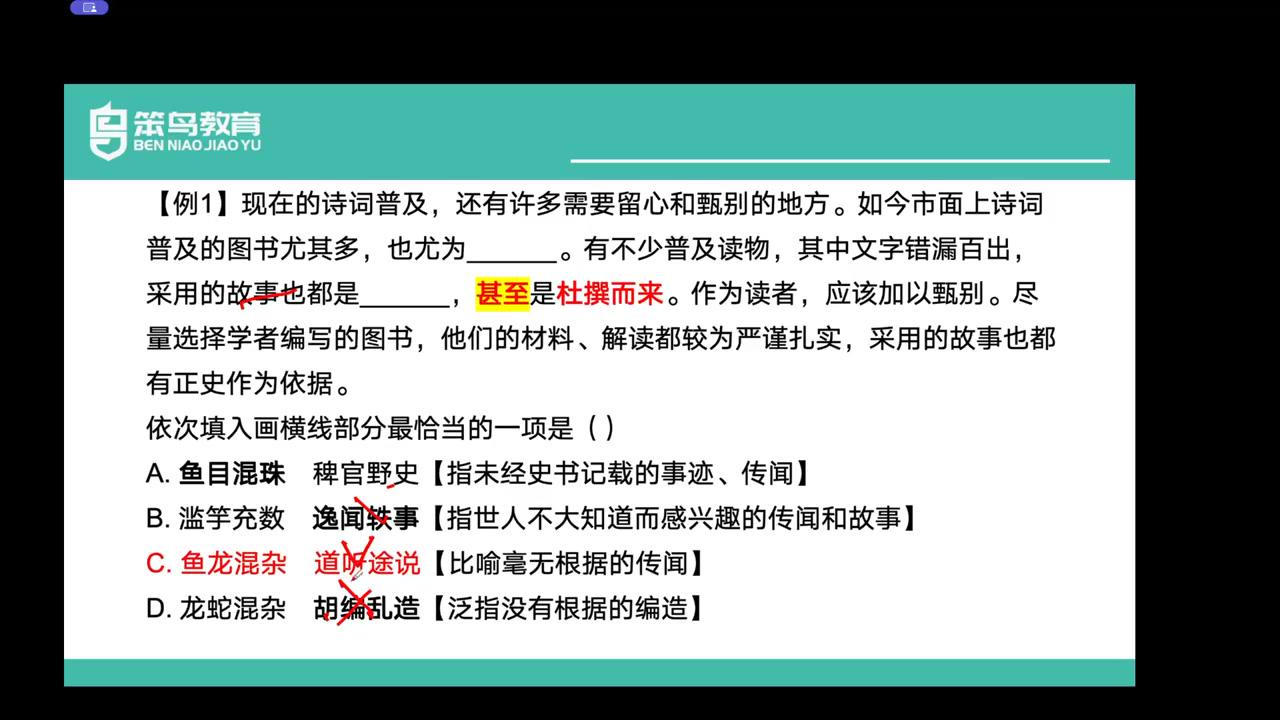 笨鸟教育
BEN NIAO JIAO YU
【例1】现在的诗词普及，还有许多需要留心和甄别的地方。如今市面上诗词
普及的图书尤其多，也尤为______。有不少普及读物，其中文字错漏百出，
采用的故事也都是______，甚至是杜撰而来。作为读者，应该加以甄别。尽
量选择学者编写的图书，他们的材料、解读都较为严谨扎实，采用的故事也都
有正史作为依据。
依次填入画横线部分最恰当的一项是（ ）
A. 鱼目混珠 稗官野史【指未经史书记载的事迹、传闻】
B. 滥竽充数 逸闻轶事【指世人不大知道而感兴趣的传闻和故事】
C. 鱼龙混杂 道听途说【比喻毫无根据的传闻】
D. 龙蛇混杂 胡编乱造【泛指没有根据的编造】